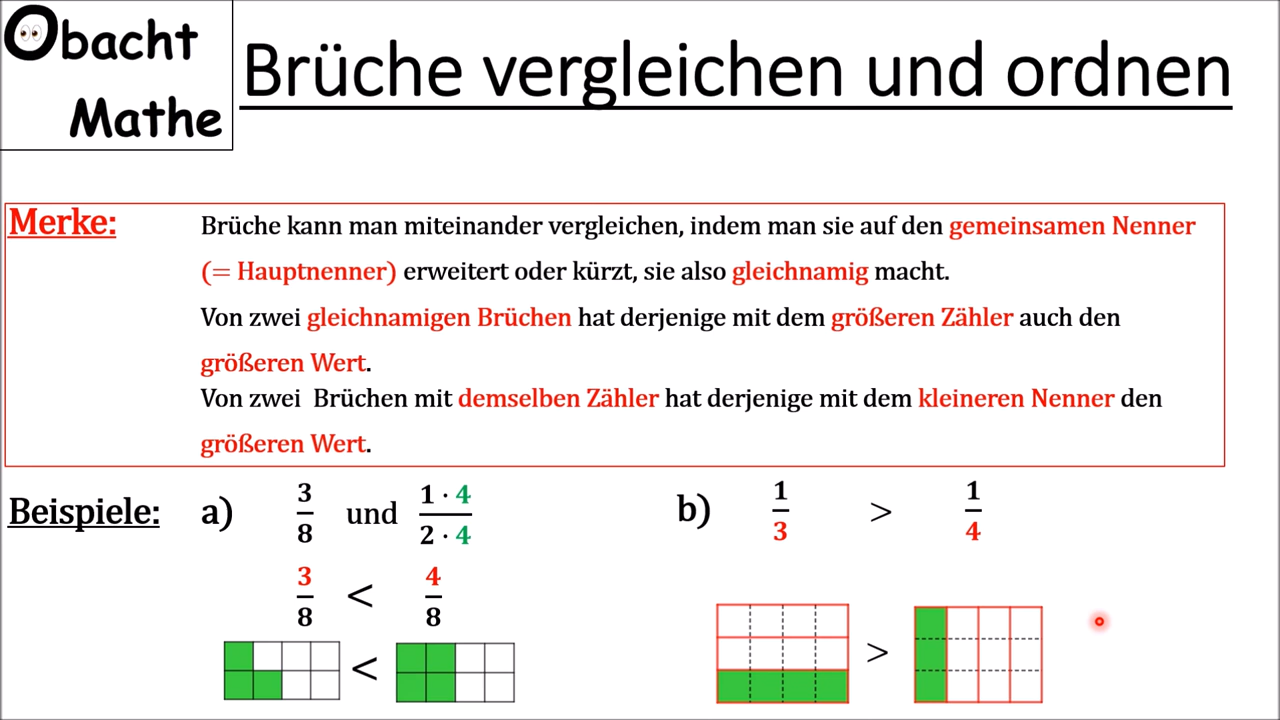 Obacht
Mathe
Brüche vergleichen und ordnen
Merke: Brüche kann man miteinander vergleichen, indem man sie auf den gemeinsamen Nenner
(= Hauptnenner) erweitert oder kürzt, sie also gleichnamig macht.
Von zwei gleichnamigen Brüchen hat derjenige mit dem größeren Zähler auch den
größeren Wert.
Von zwei Brüchen mit demselben Zähler hat derjenige mit dem kleineren Nenner den
größeren Wert.
Beispiele: a) 3/8 und 1 · 4/2 · 4 b) 1/3 > 1/4
3/8 < 4/8
< >